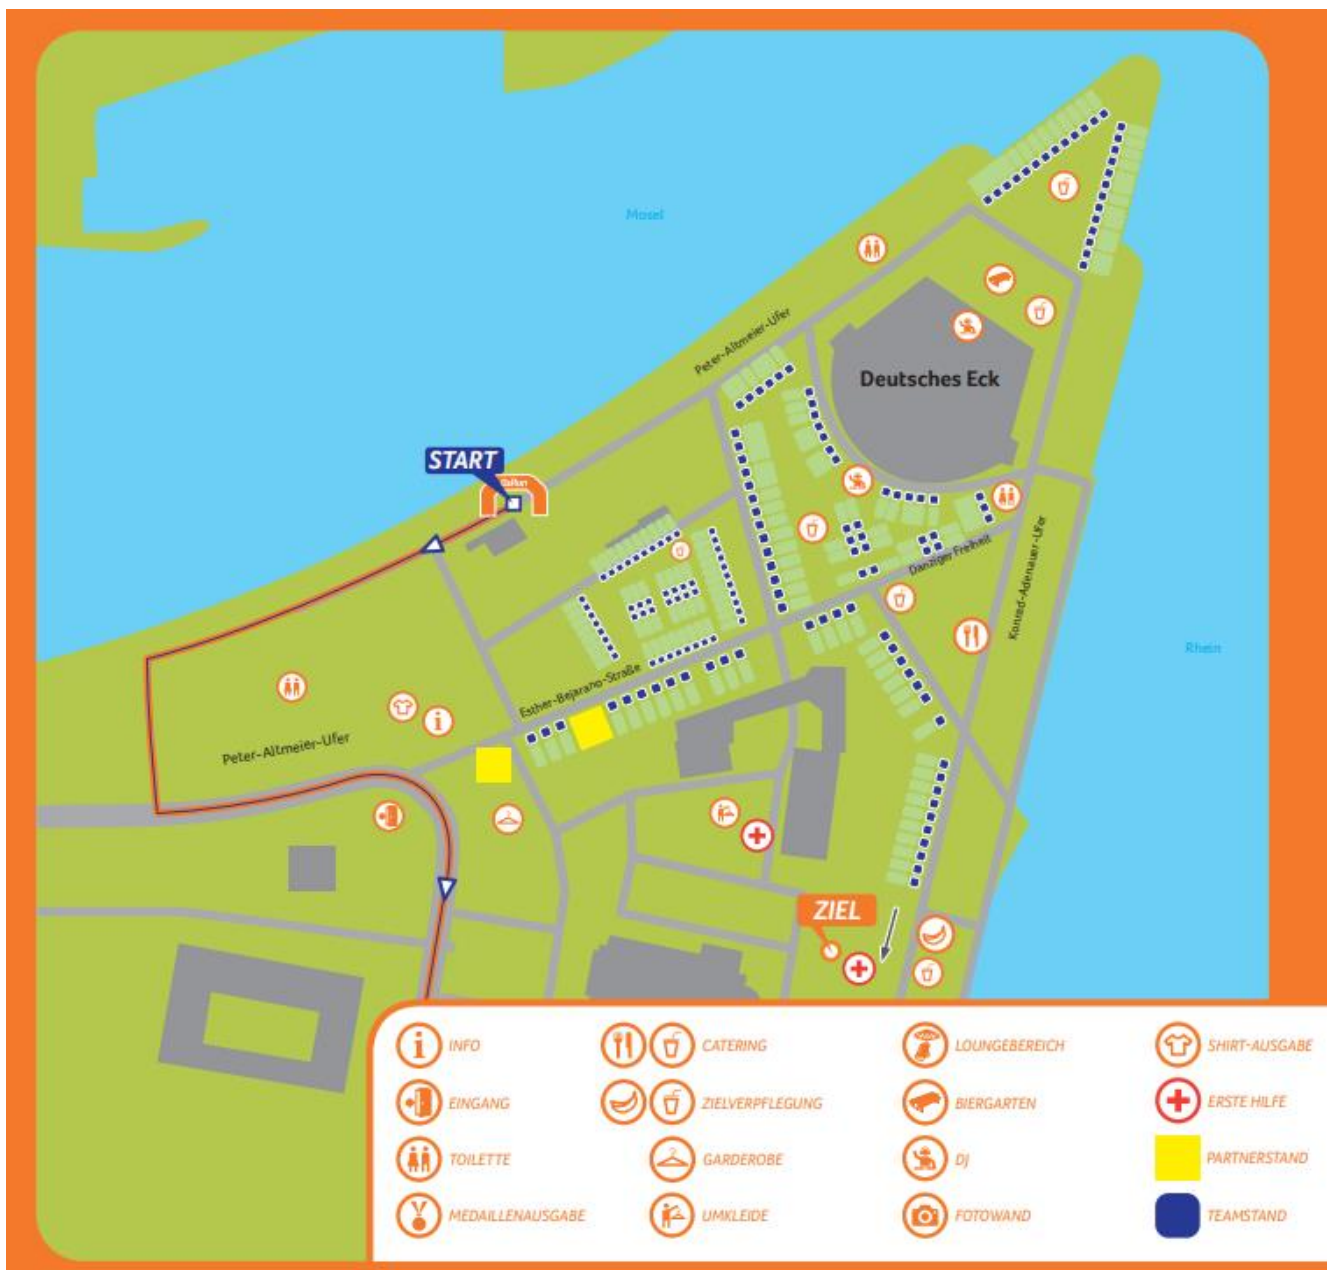 Mosel
Peter-Altmeier-Ufer
Deutsches Eck
START
Danziger Freiheit
Konrad-Adenauer-Ufer
Rhein
Esther-Bejarano-Straße
Peter-Altmeier-Ufer
ZIEL
INFO
CATERING
LOUNGEBEREICH
SHIRT-AUSGABE
EINGANG
ZIELVERPFLEGUNG
BIERGARTEN
ERSTE HILFE
TOILETTE
GARDEROBE
DJ
PARTNERSTAND
MEDAILLENAUSGABE
UMKLEIDE
FOTOWAND
TEAMSTAND